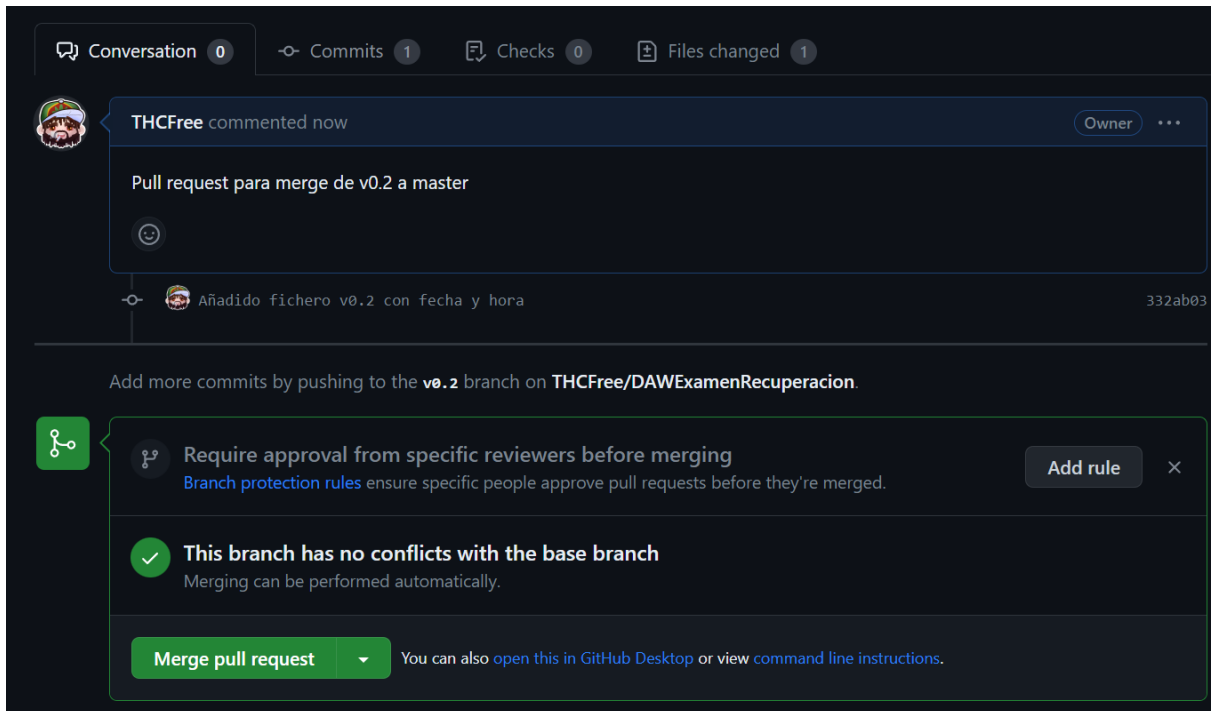 Conversation 0 Commits 1 Checks 0 Files changed 1
THCFree commented now Owner ...
Pull request para merge de v0.2 a master
Añadido fichero v0.2 con fecha y hora 332ab03
Add more commits by pushing to the v0.2 branch on THCFree/DAWExamenRecuperacion.
Require approval from specific reviewers before merging
Branch protection rules ensure specific people approve pull requests before they're merged.
Add rule
This branch has no conflicts with the base branch
Merging can be performed automatically.
Merge pull request You can also open this in GitHub Desktop or view command line instructions.